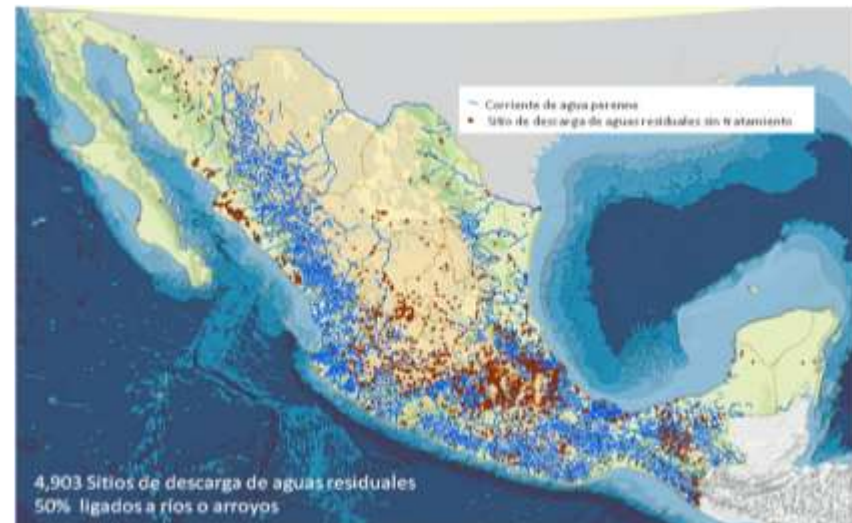 Corriente de agua perenne
Sitio de descarga de aguas residuales sin tratamiento
4,903 Sitios de descarga de aguas residuales
50% ligados a ríos o arroyos